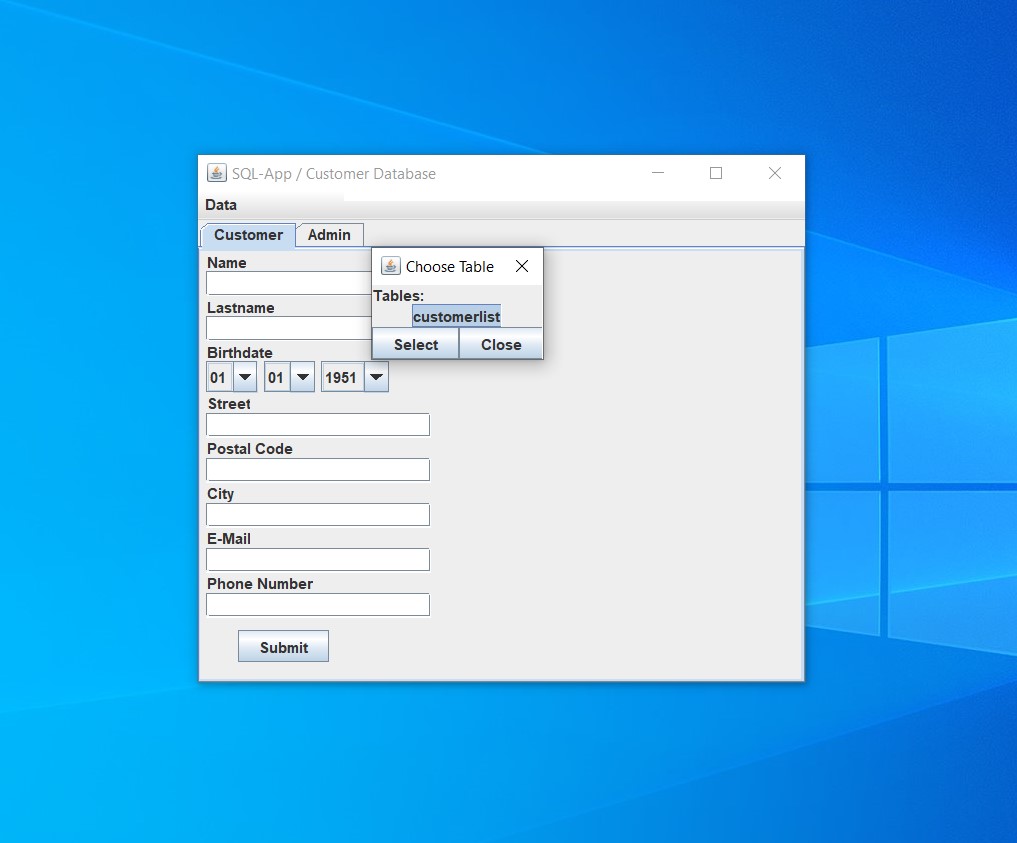 SQL-App / Customer Database
Data
Customer Admin
Choose Table
Tables:
customerlist
Select Close
Name
Lastname
Birthdate
01 01 1951
Street
Postal Code
City
E-Mail
Phone Number
Submit